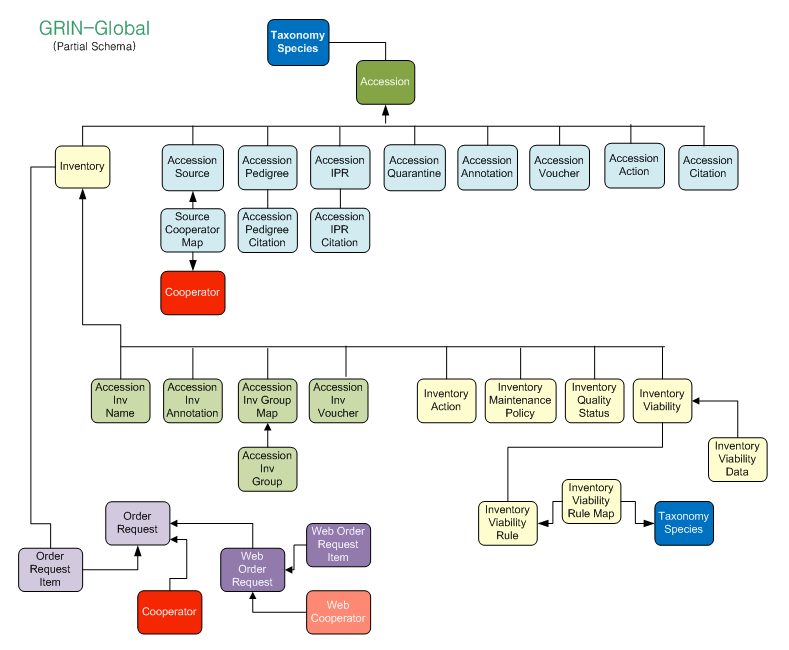 GRIN-Global
(Partial Schema)
Taxonomy
Species
Accession
Inventory
Accession
Source
Accession
Pedigree
Accession
IPR
Accession
Quarantine
Accession
Annotation
Accession
Voucher
Accession
Action
Accession
Citation
Source
Cooperator
Map
Accession
Pedigree
Citation
Accession
IPR
Citation
Cooperator
Accession
Inv
Name
Accession
Inv
Annotation
Accession
Inv Group
Map
Accession
Inv
Voucher
Inventory
Action
Inventory
Maintenance
Policy
Inventory
Quality
Status
Inventory
Viability
Accession
Inv
Group
Inventory
Viability
Data
Inventory
Viability
Rule
Inventory
Viability
Rule Map
Taxonomy
Species
Order
Request
Order
Request
Item
Web
Order
Request
Web Order
Request
Item
Cooperator
Web
Cooperator